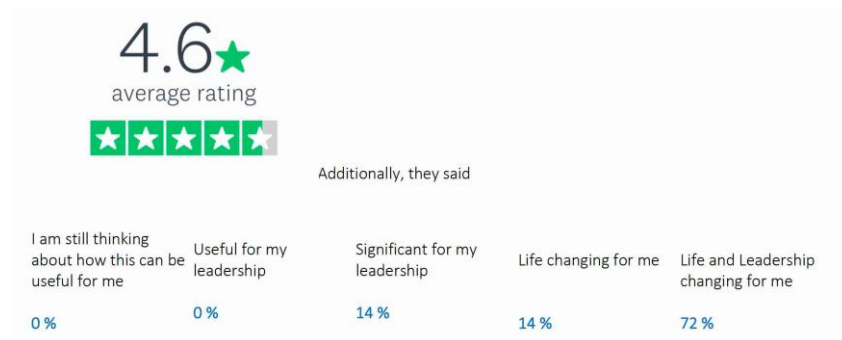 4.6
average rating
Additionally, they said
I am still thinking
about how this can be
useful for me
0 %
Useful for my
leadership
0 %
Significant for my
leadership
14 %
Life changing for me
14 %
Life and Leadership
changing for me
72 %